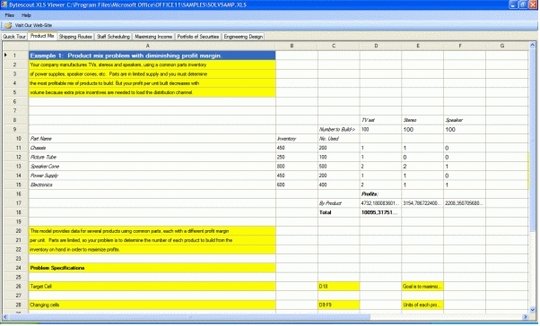 Bytescout XLS Viewer C:\Program Files\Microsoft Office\OFFICE11\SAMPLES\SOLVSAMP.XLS
Files Help
Visit Our Web-Site
Quick Tour Product Mix Shipping Routes Staff Scheduling Maximizing Income Portfolio of Securities Engineering Design
A B C D E F
1 Example 1: Product mix problem with diminishing profit margin.
2 Your company manufactures TVs, stereos and speakers, using a common parts inventory
3 of power supplies, speaker cones, etc. Parts are in limited supply and you must determine
4 the most profitable mix of products to build. But your profit per unit built decreases with
5 volume because extra price incentives are needed to load the distribution channel.
6
7
8 TV set Stereo Speaker
9 Number to Build-> 100 100 100
10 Part Name Inventory No. Used
11 Chassis 450 200 1 1 0
12 Picture Tube 250 100 1 0 0
13 Speaker Cone 800 500 2 2 1
14 Power Supply 450 200 1 1 0
15 Electronics 600 400 2 1 1
16 Profits:
17 By Product
18 Total
19
20 This model provides data for several products using common parts, each with a different profit margin
21 per unit. Parts are limited, so your problem is to determine the number of each product to build from the
22 inventory on hand in order to maximize profits.
23
24 Problem Specifications
25
26 Target Cell D18 Goal is to maximiz...
27
28 Changing cells D9:F9 Units of each pro...
29